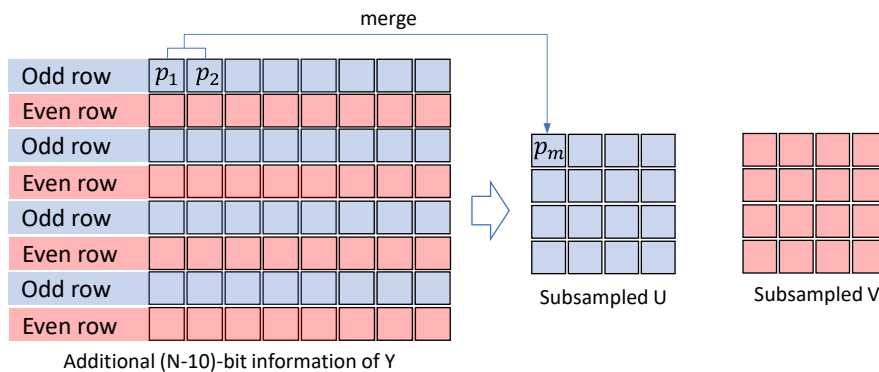 merge
Odd row
p₁ p₂
Even row
Odd row
Even row
Odd row
Even row
Odd row
Even row
Additional (N-10)-bit information of Y
pₘ
Subsampled U
Subsampled V